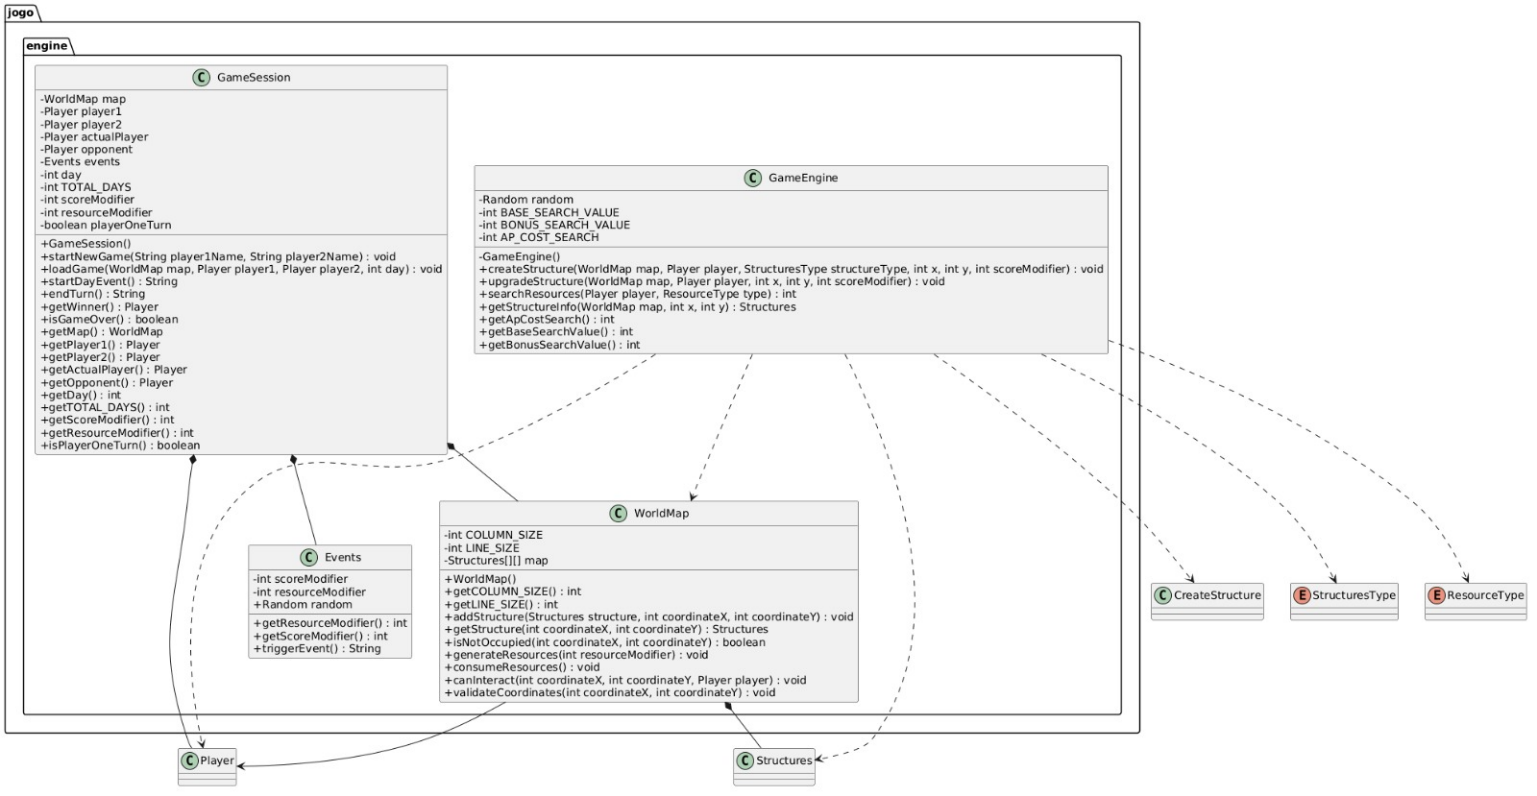 jogo
engine
C GameSession
-WorldMap map
-Player player1
-Player player2
-Player actualPlayer
-Player opponent
-Events events
-int day
-int TOTAL_DAYS
-int scoreModifier
-int resourceModifier
-boolean playerOneTurn
+GameSession()
+startNewGame(String player1Name, String player2Name) : void
+loadGame(WorldMap map, Player player1, Player player2, int day) : void
+startDayEvent() : String
+endTurn() : String
+getWinner() : Player
+isGameOver() : boolean
+getMap() : WorldMap
+getPlayer1() : Player
+getPlayer2() : Player
+getActualPlayer() : Player
+getOpponent() : Player
+getDay() : int
+getTOTAL_DAYS() : int
+getScoreModifier() : int
+getResourceModifier() : int
+isPlayerOneTurn() : boolean
C GameEngine
-Random random
-int BASE_SEARCH_VALUE
-int BONUS_SEARCH_VALUE
-int AP_COST_SEARCH
-GameEngine()
+createStructure(WorldMap map, Player player, StructuresType structureType, int x, int y, int scoreModifier) : void
+upgradeStructure(WorldMap map, Player player, int x, int y, int scoreModifier) : void
+searchResources(Player player, ResourceType type) : int
+getStructureInfo(WorldMap map, int x, int y) : Structures
+getApCostSearch() : int
+getBaseSearchValue() : int
+getBonusSearchValue() : int
C Events
-int scoreModifier
-int resourceModifier
+Random random
+getResourceModifier() : int
+getScoreModifier() : int
+triggerEvent() : String
C WorldMap
-int COLUMN_SIZE
-int LINE_SIZE
-Structures[][] map
+WorldMap()
+getCOLUMN_SIZE() : int
+getLINE_SIZE() : int
+addStructure(Structures structure, int coordinateX, int coordinateY) : void
+getStructure(int coordinateX, int coordinateY) : Structures
+isNotOccupied(int coordinateX, int coordinateY) : boolean
+generateResources(int resourceModifier) : void
+consumeResources() : void
+canInteract(int coordinateX, int coordinateY, Player player) : void
+validateCoordinates(int coordinateX, int coordinateY) : void
C CreateStructure
E StructuresType
E ResourceType
C Player
C Structures